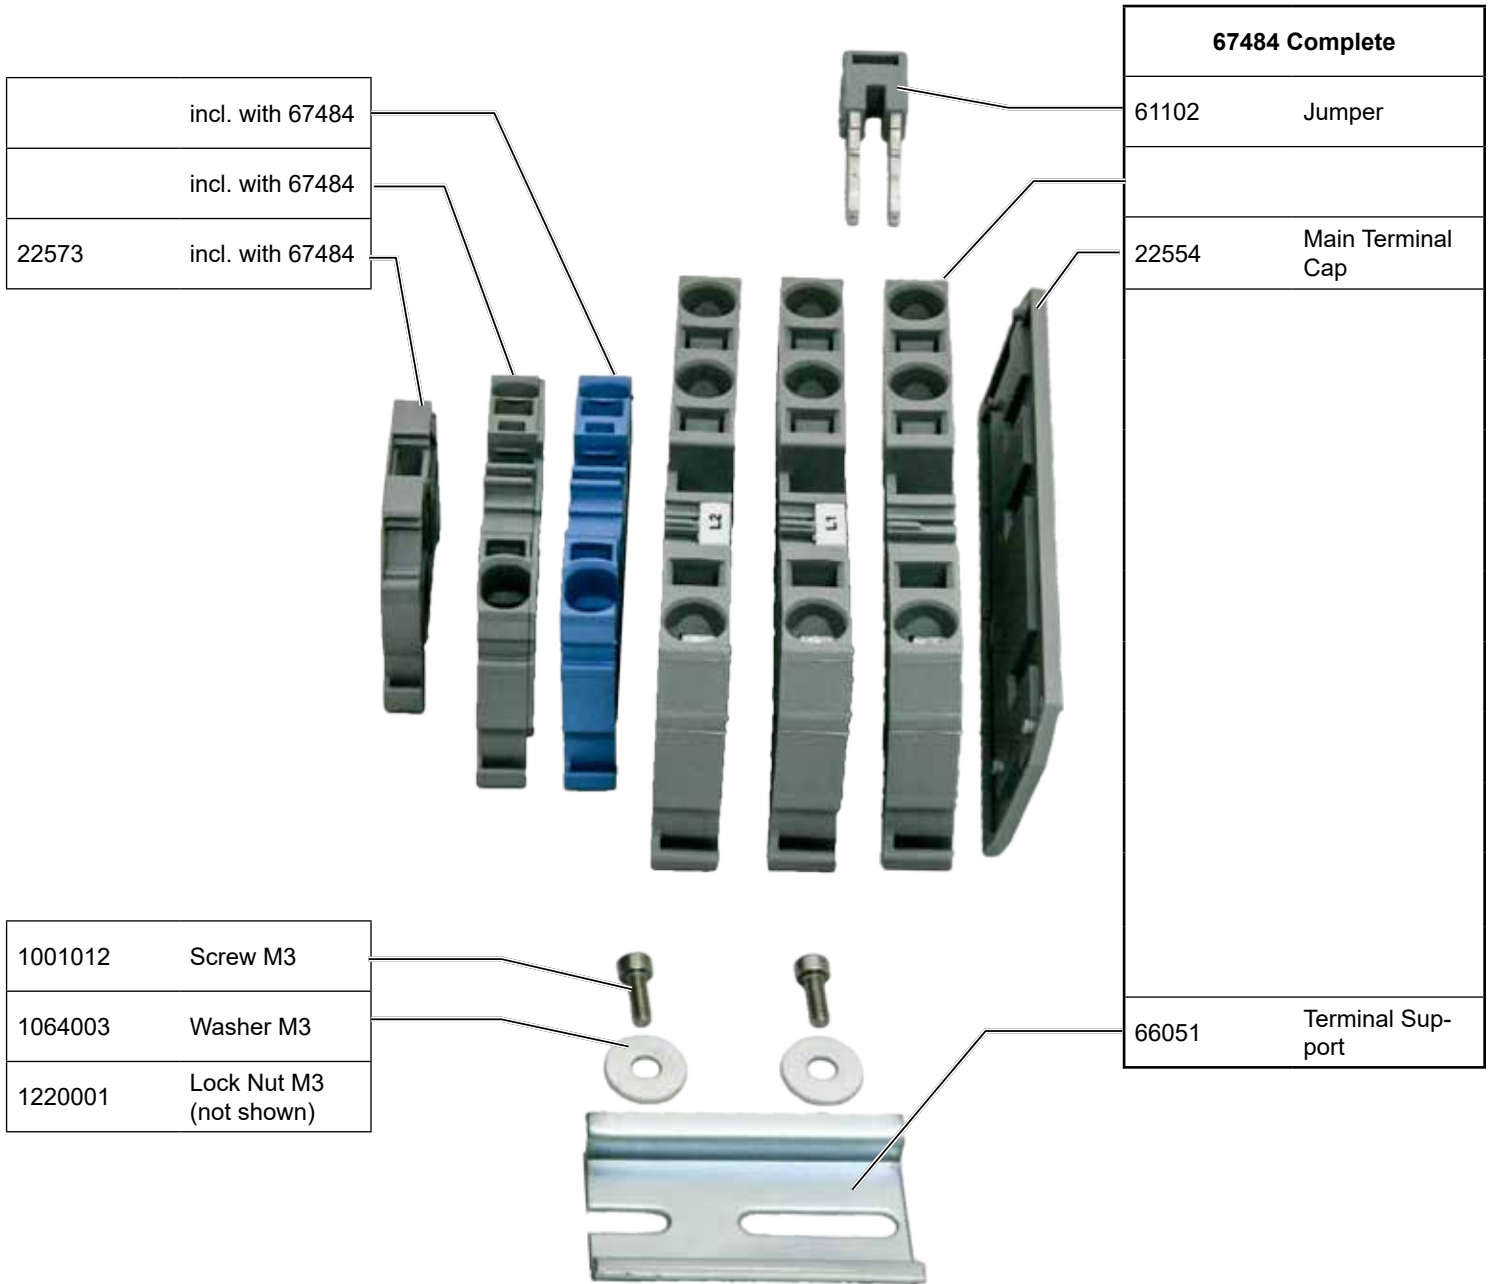 67484 Complete
61102 Jumper
22554 Main Terminal
Cap
66051 Terminal Sup-
port
incl. with 67484
incl. with 67484
22573 incl. with 67484
L2
L1
1001012 Screw M3
1064003 Washer M3
1220001 Lock Nut M3
(not shown)